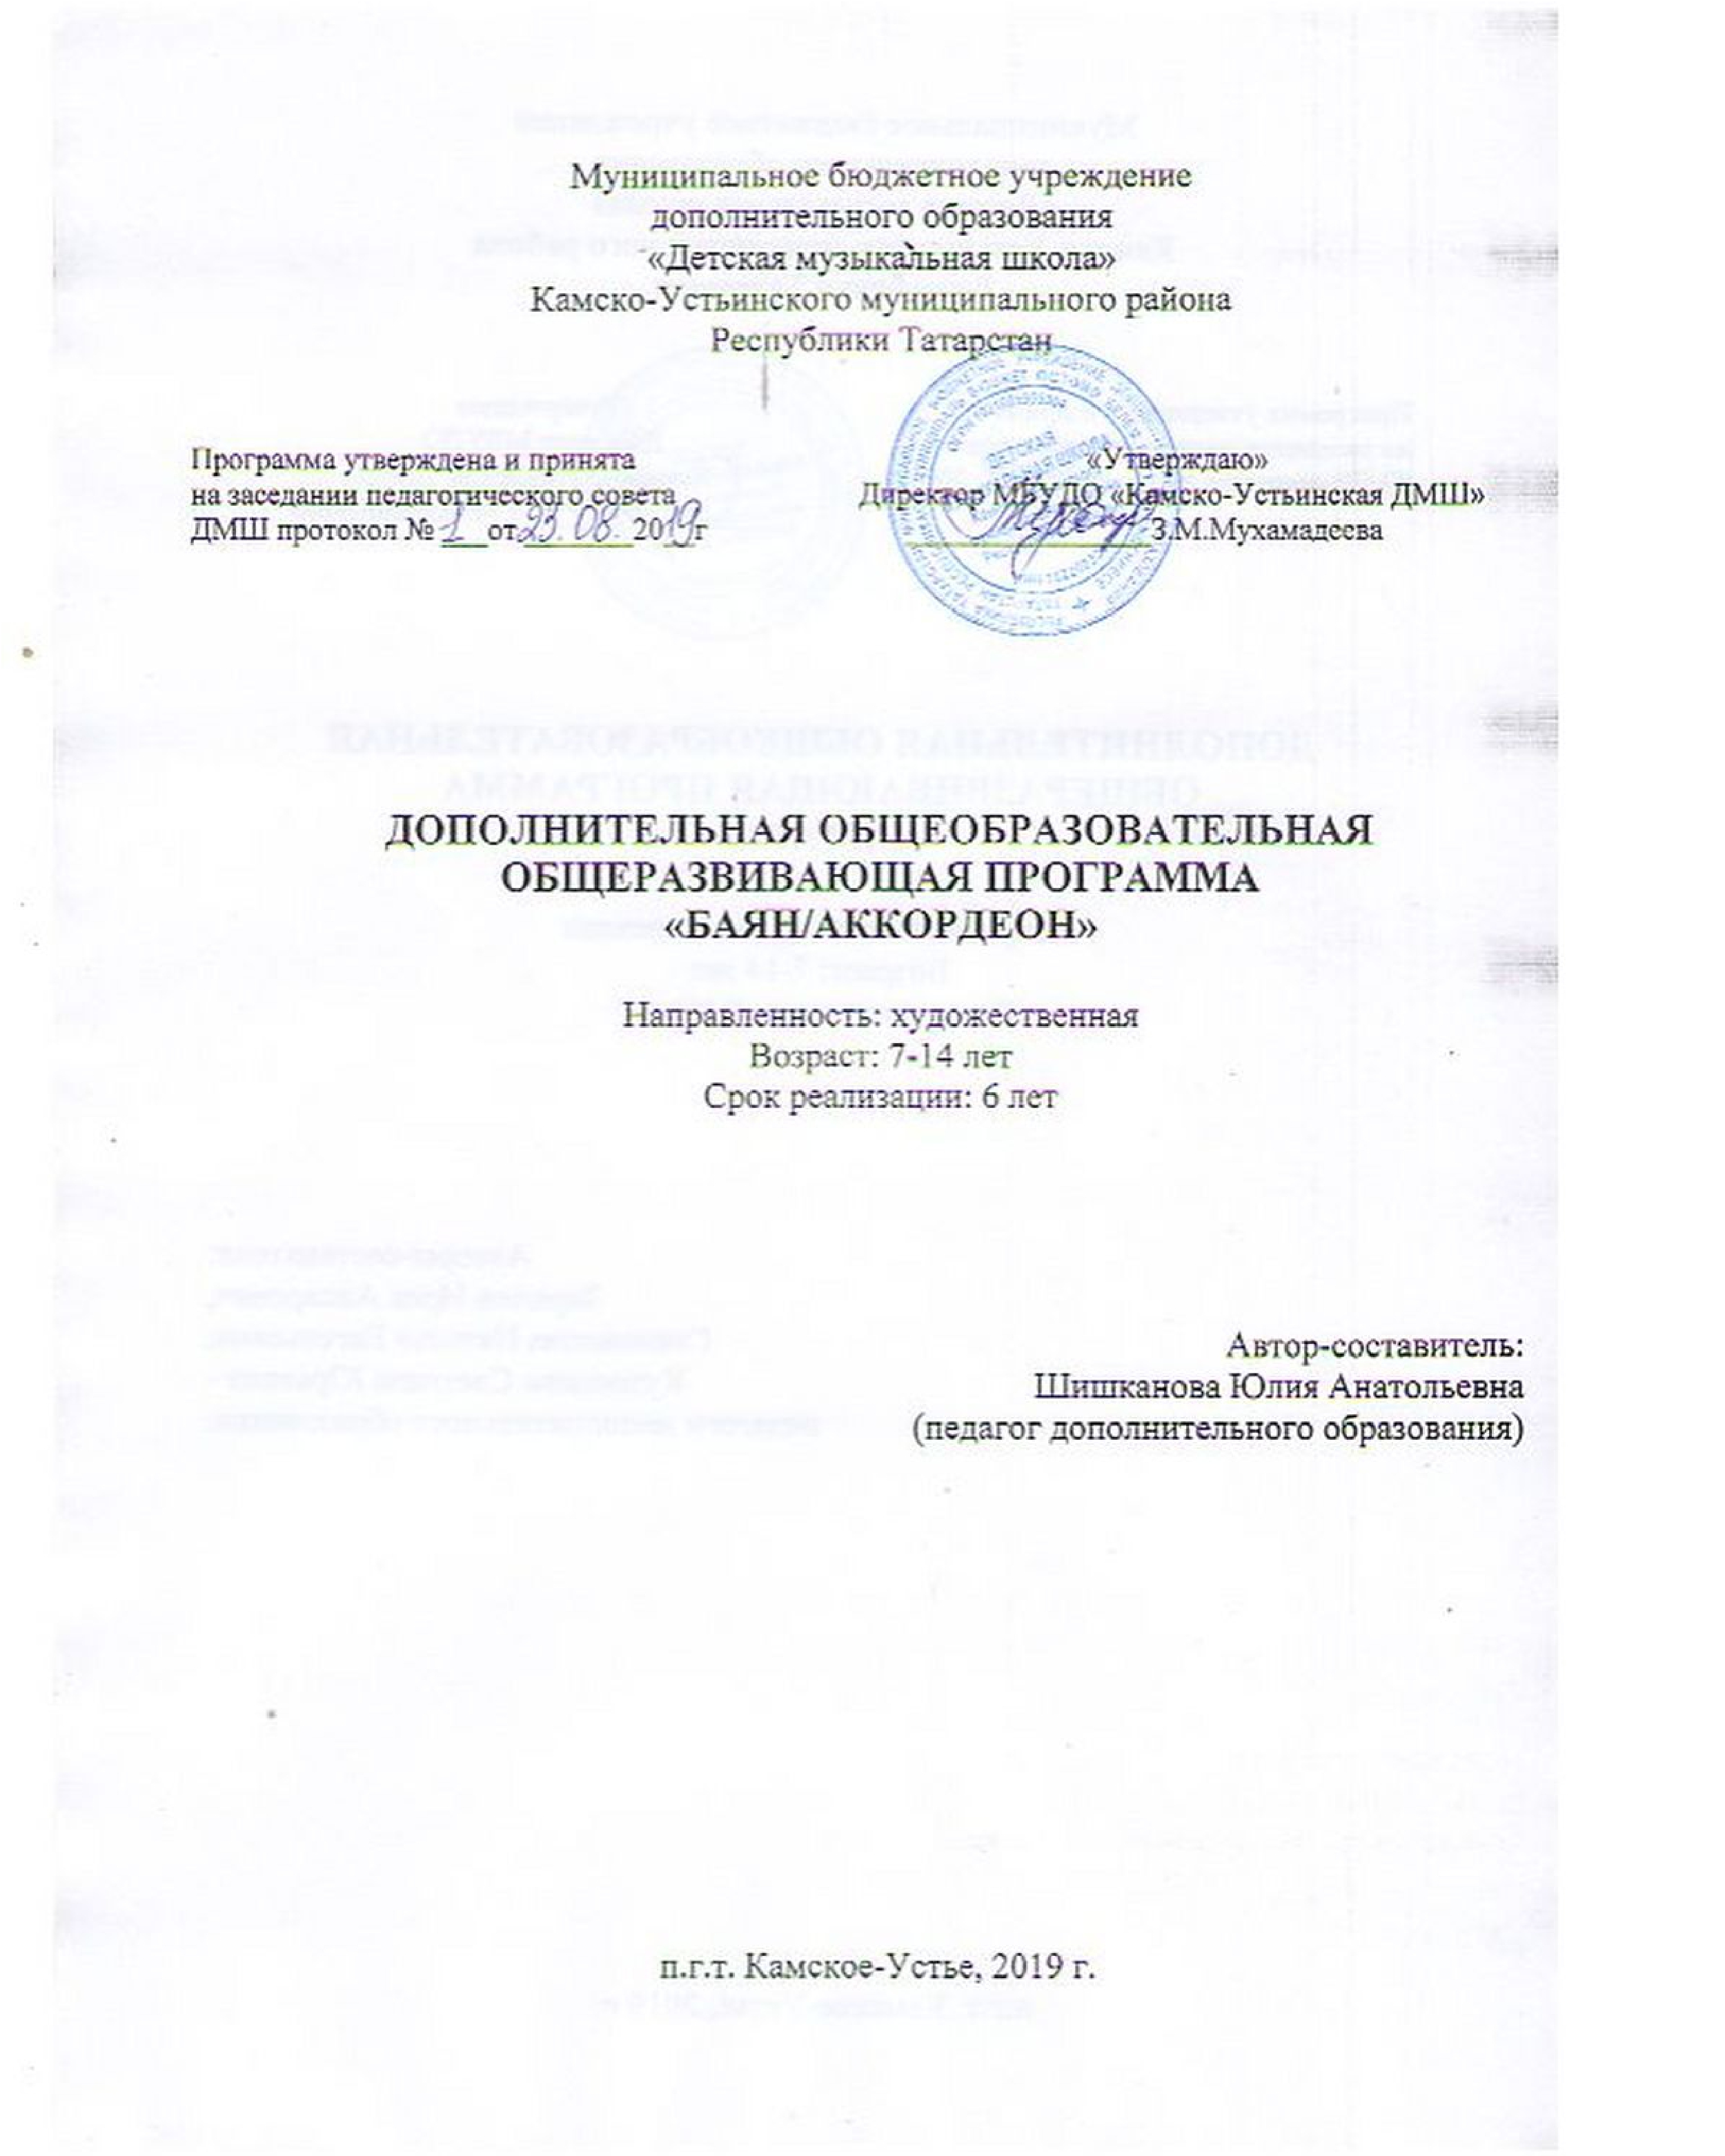 Муниципальное бюджетное учреждение
дополнительного образования
«Детская музыкальная школа»
Камско-Устьинского муниципального района
Республики Татарстан
Программа утверждена и принята
на заседании педагогического совета
ДМШ протокол № 1 от 23.08. 2019г
«Утверждаю»
Директор МБУДО «Камско-Устьинская ДМШ»
З.М.Мухамадеева
ДОПОЛНИТЕЛЬНАЯ ОБЩЕОБРАЗОВАТЕЛЬНАЯ
ОБЩЕРАЗВИВАЮЩАЯ ПРОГРАММА
«БАЯН/АККОРДЕОН»
Направленность: художественная
Возраст: 7-14 лет
Срок реализации: 6 лет
Автор-составитель:
Шишканова Юлия Анатольевна
(педагог дополнительного образования)
п.г.т. Камское-Устье, 2019 г.